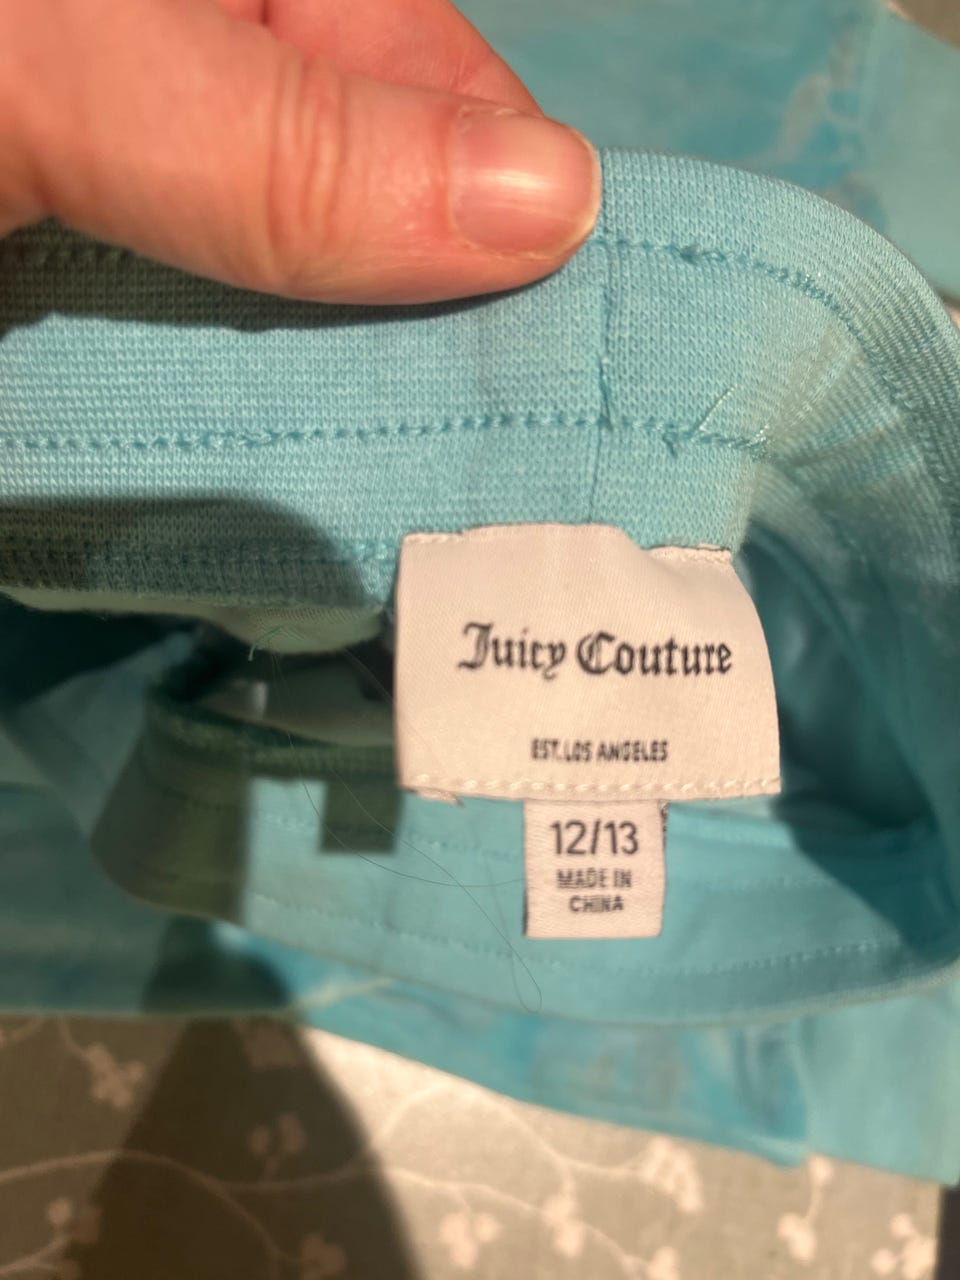 Juicy Couture
EST. LOS ANGELES
12/13
MADE IN
CHINA